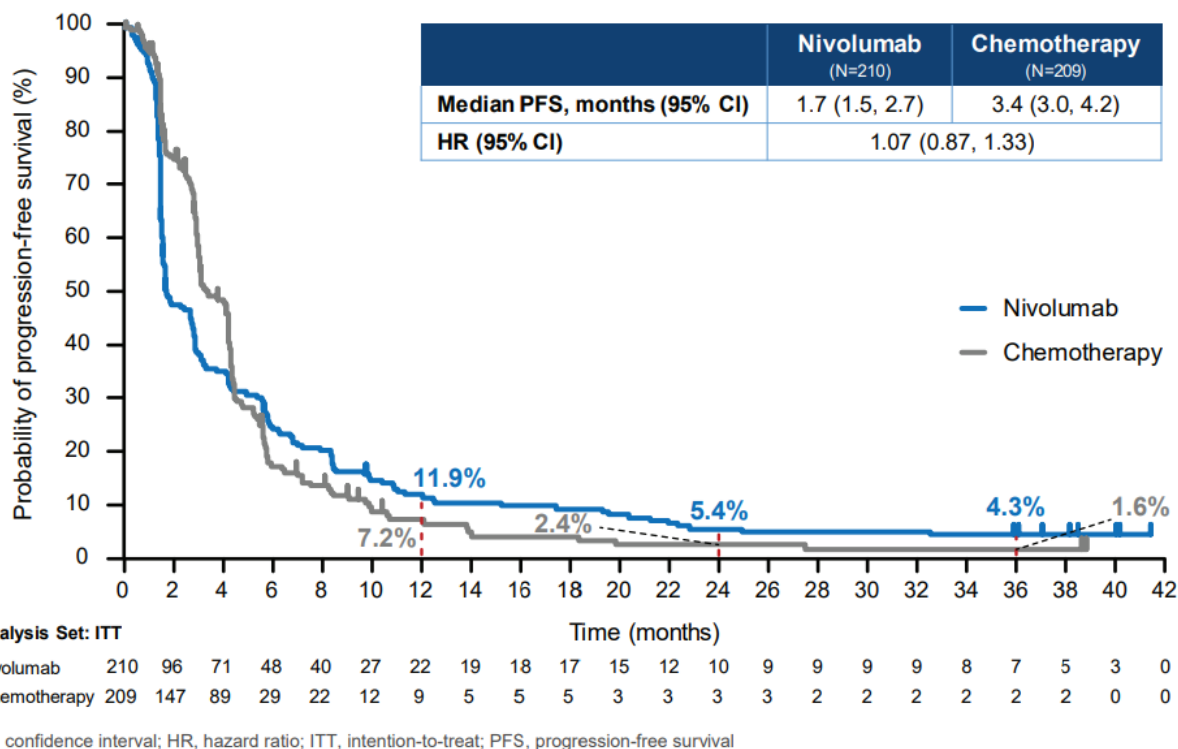 Nivolumab Chemotherapy
(N=210) (N=209)
Median PFS, months (95% CI) 1.7 (1.5, 2.7) 3.4 (3.0, 4.2)
HR (95% CI) 1.07 (0.87, 1.33)
Probability of progression-free survival (%)
100
90
80
70
60
50
40
30
20
10
0
Nivolumab
Chemotherapy
11.9%
7.2%
2.4%
5.4%
4.3%
1.6%
0 2 4 6 8 10 12 14 16 18 20 22 24 26 28 30 32 34 36 38 40 42
Time (months)
alysis Set: ITT
volumab 210 96 71 48 40 27 22 19 18 17 15 12 10 9 9 9 9 8 7 5 3 0
hemotherapy 209 147 89 29 22 12 9 5 5 5 3 3 3 3 2 2 2 2 2 2 0 0
confidence interval; HR, hazard ratio; ITT, intention-to-treat; PFS, progression-free survival